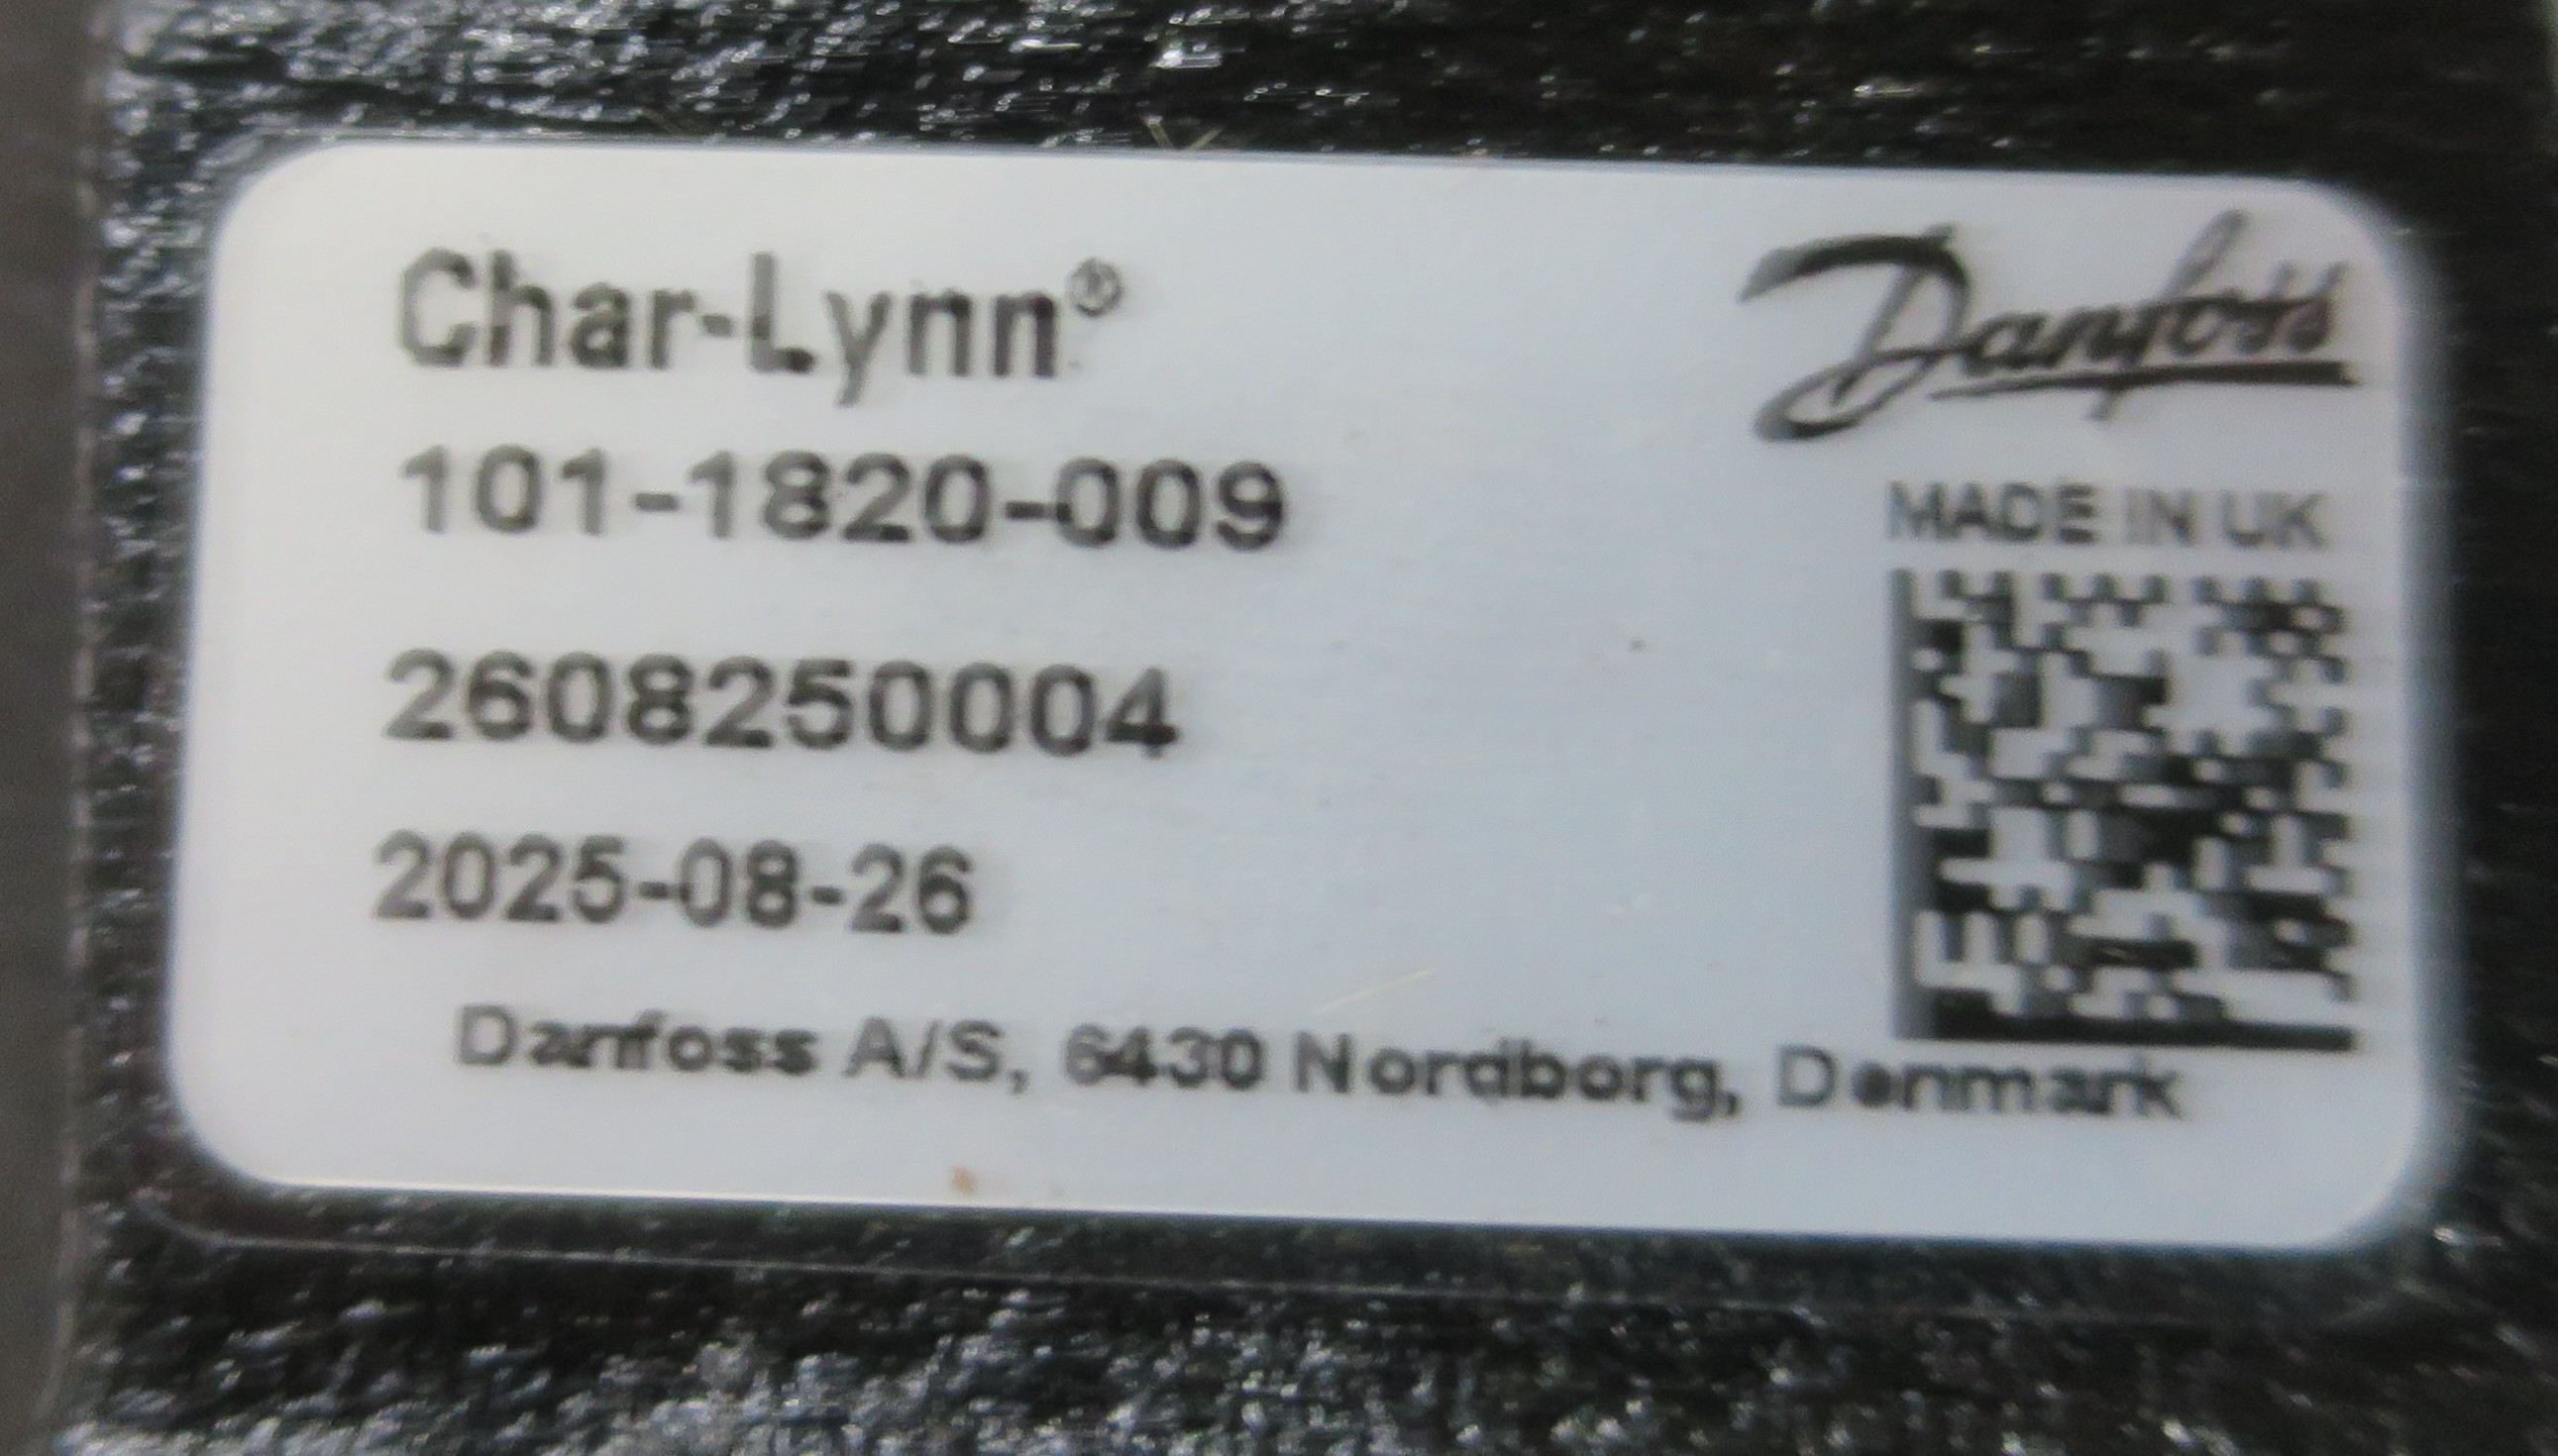 Char-Lynn®
Danfoss
101-1820-009
MADE IN UK
2608250004
2025-08-26
Danfoss A/S, 6430 Nordborg, Denmark